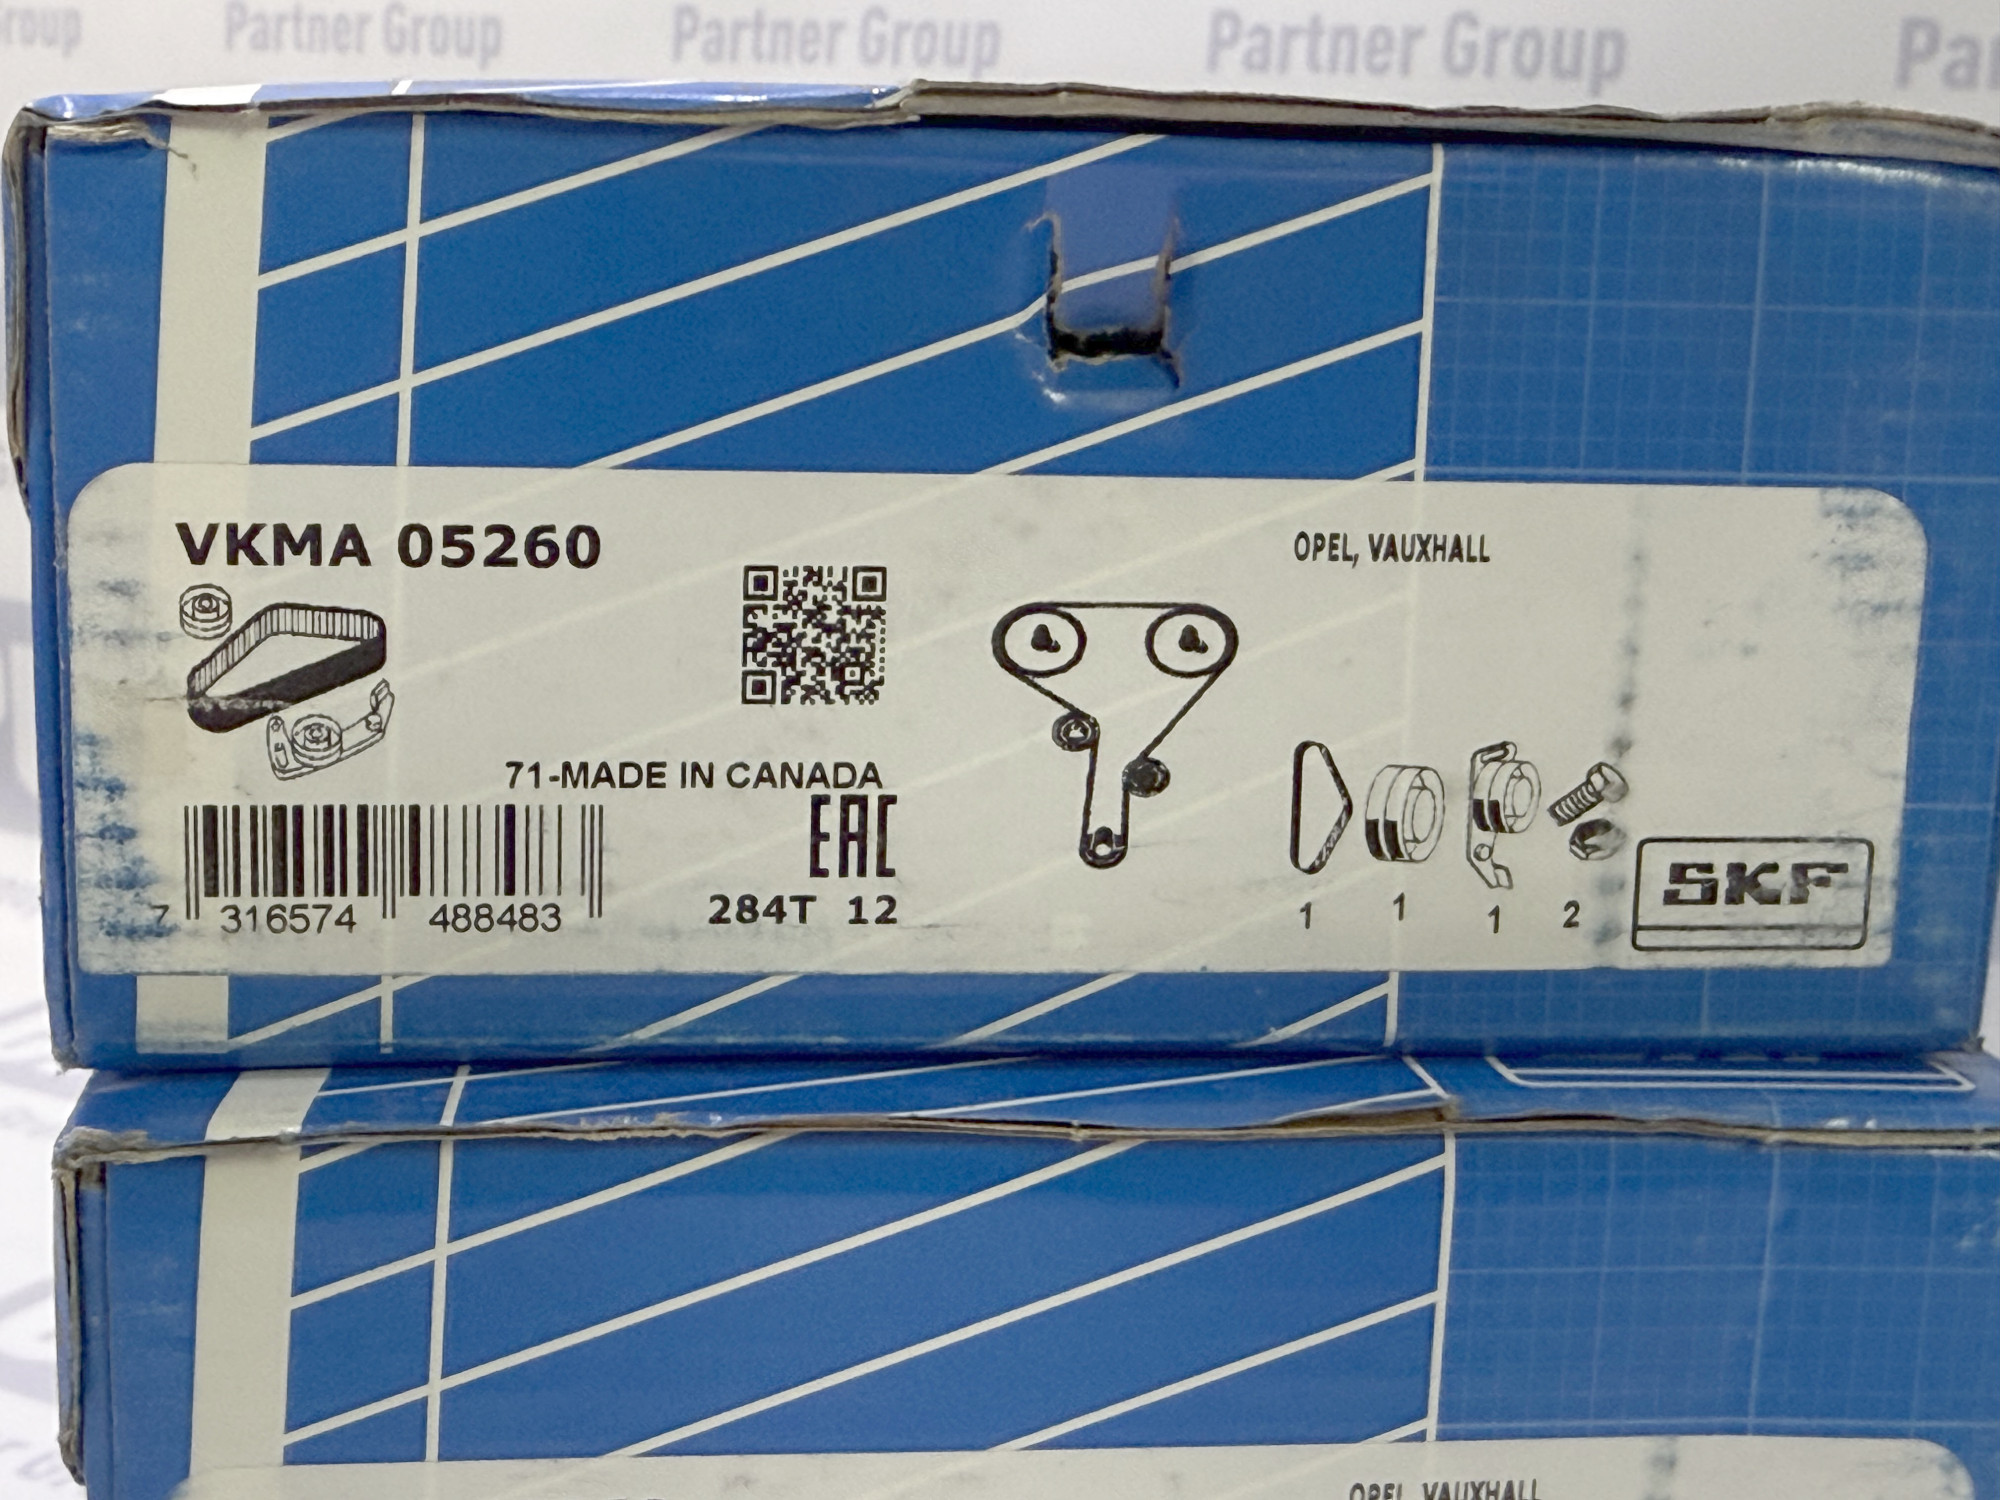 Partner Group
Partner Group
Partner Group
VKMA 05260
OPEL, VAUXHALL
71-MADE IN CANADA
EAC
7 316574 488483
284T 12
1 1 1 2
SKF
OPEL, VAUXHALL